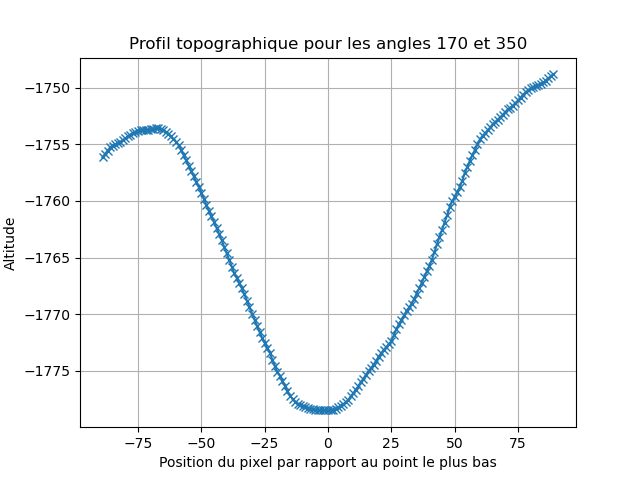 Profil topographique pour les angles 170 et 350
−1750
−1755
−1760
−1765
−1770
−1775
Altitude
−75 −50 −25 0 25 50 75
Position du pixel par rapport au point le plus bas